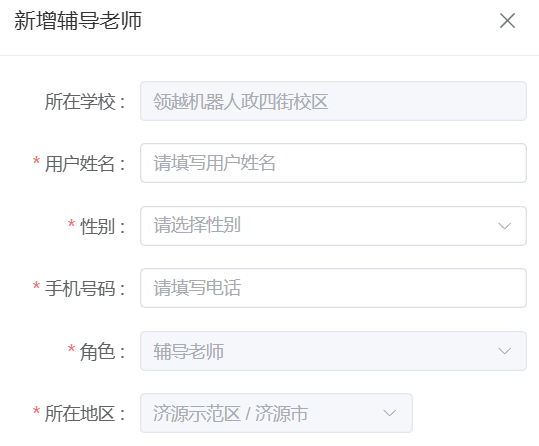 新增辅导老师
所在学校： 领越机器人政四街校区
* 用户姓名： 请填写用户姓名
* 性别： 请选择性别
* 手机号码： 请填写电话
* 角色： 辅导老师
* 所在地区： 济源示范区 / 济源市